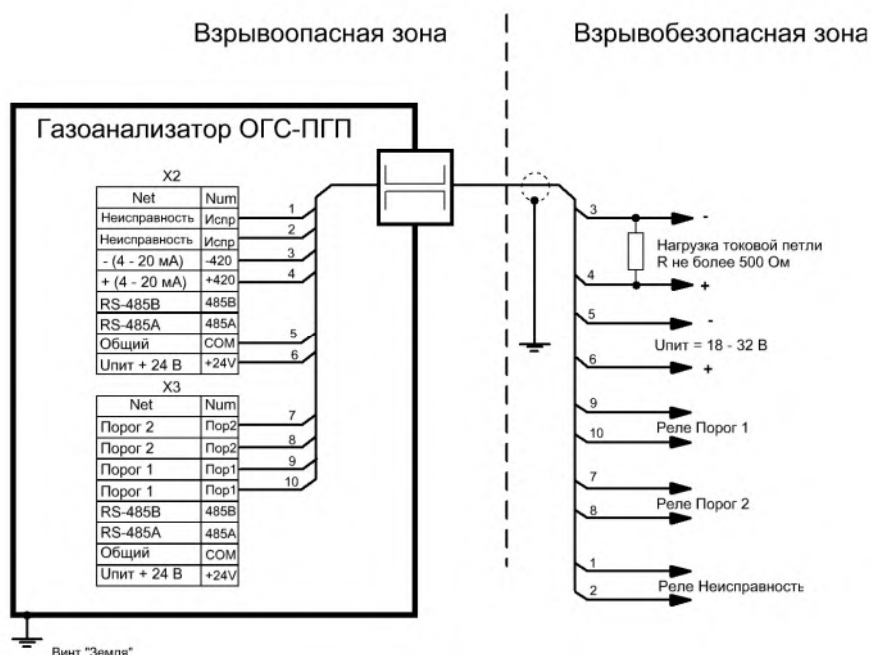 Взрывоопасная зона
Взрывобезопасная зона
Газоанализатор ОГС-ПГП
X2
Net Num
Неисправность Испр 1
Неисправность Испр 2
- (4 - 20 мА) -420 3
+ (4 - 20 мА) +420 4
RS-485B 485B
RS-485A 485A
Общий COM 5
Uпит + 24 В +24V 6
X3
Net Num
Порог 2 Пор2 7
Порог 2 Пор2 8
Порог 1 Пор1 9
Порог 1 Пор1 10
RS-485B 485B
RS-485A 485A
Общий COM
Uпит + 24 В +24V
Винт "Земля"
3 -
Нагрузка токовой петли
R не более 500 Ом
4 +
5 -
Uпит = 18 - 32 В
6 +
9
Реле Порог 1
10
7
Реле Порог 2
8
1
Реле Неисправность
2